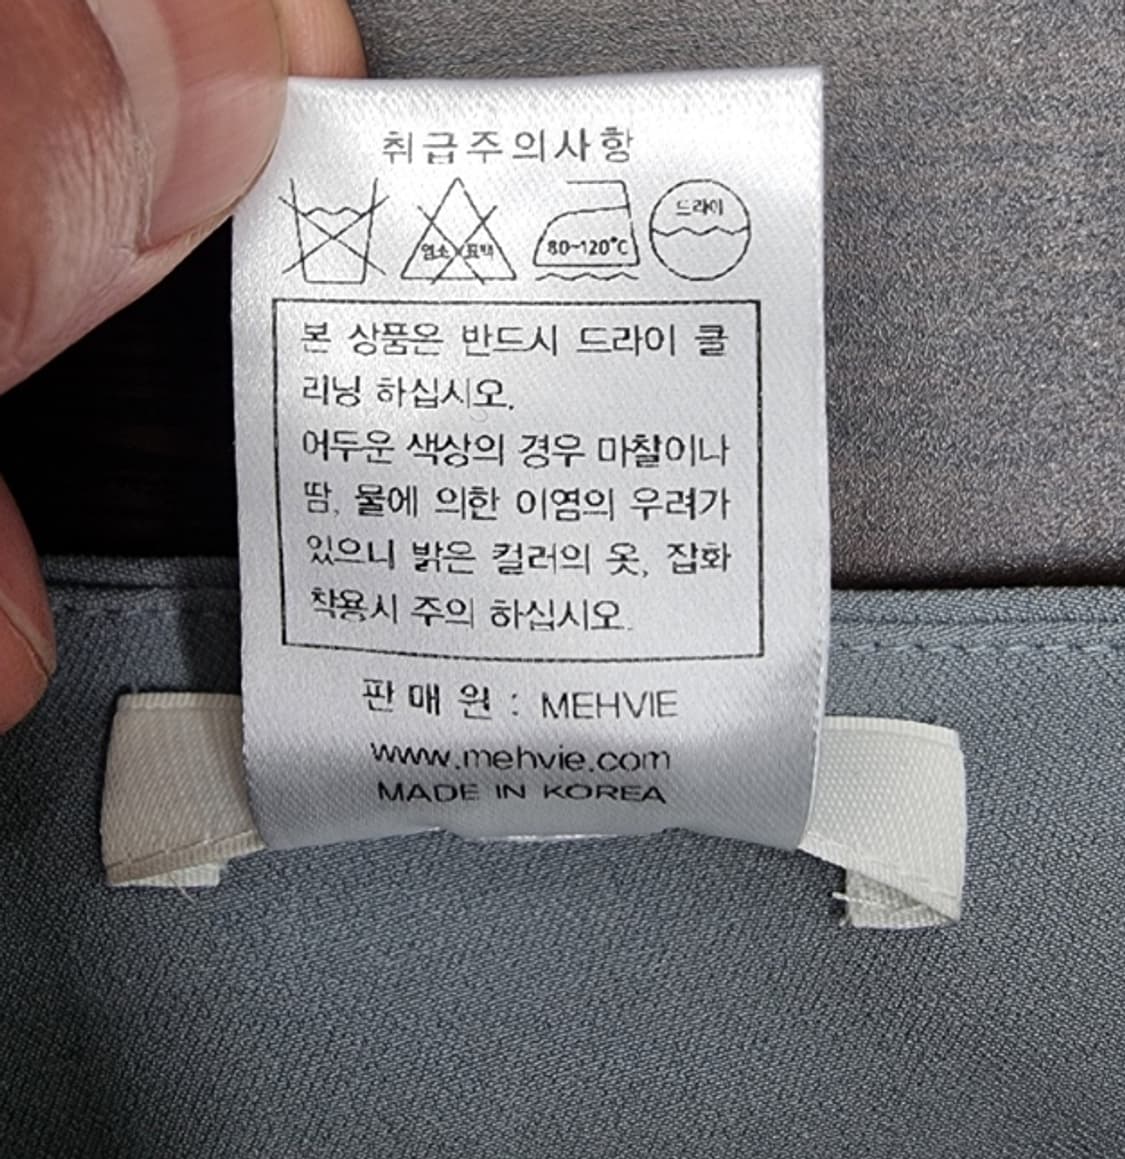 취급주의사항
염소 표백
80~120℃
드라이
본 상품은 반드시 드라이 클
리닝 하십시오.
어두운 색상의 경우 마찰이나
땀, 물에 의한 이염의 우려가
있으니 밝은 컬러의 옷, 잡화
착용시 주의 하십시오.
판매원 : MEHVIE
www.mehvie.com
MADE IN KOREA